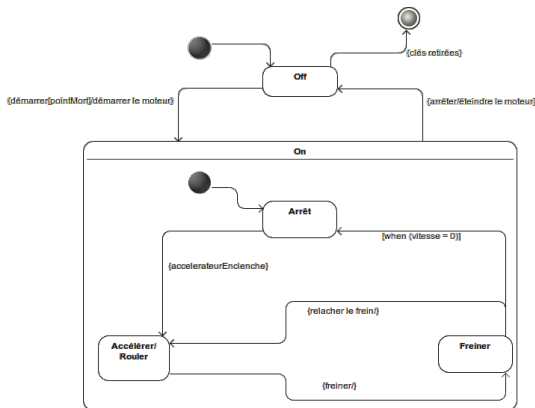 Off
{clés retirées}
{démarrer[pointMort]/démarrer le moteur}
{arrêter/éteindre le moteur}
On
Arrêt
[when (vitesse = 0)]
{accelerateurEnclenche}
{relacher le frein/}
Accélérer/
Rouler
Freiner
{freiner/}